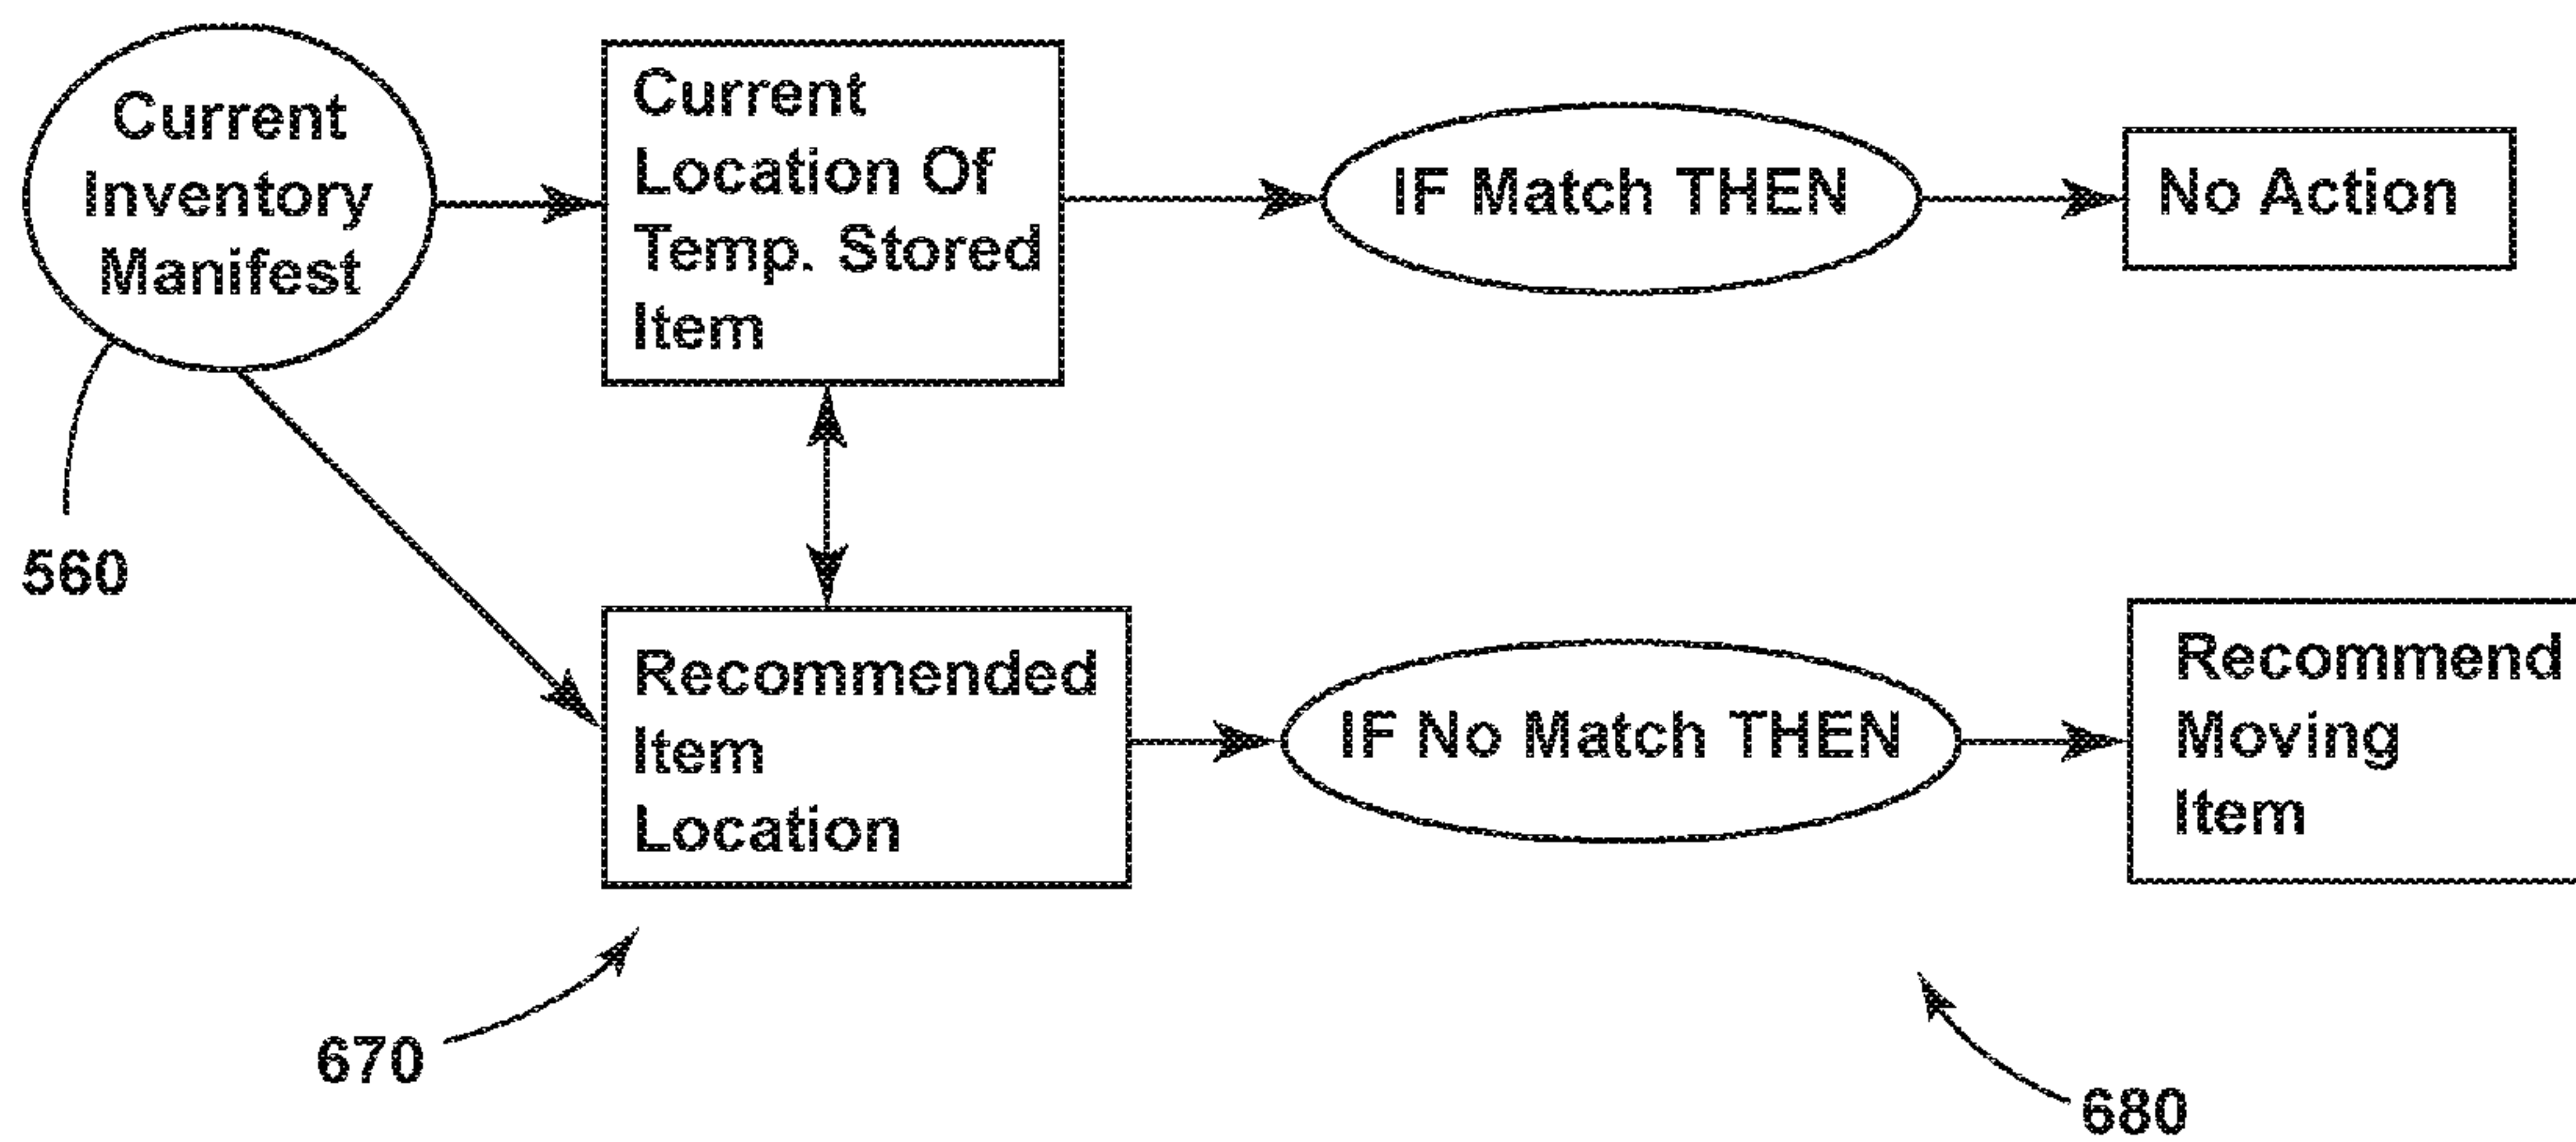 Current
Inventory
Manifest
Current
Location Of
Temp. Stored
Item
IF Match THEN
No Action
560
Recommended
Item
Location
IF No Match THEN
Recommend
Moving
Item
670
680